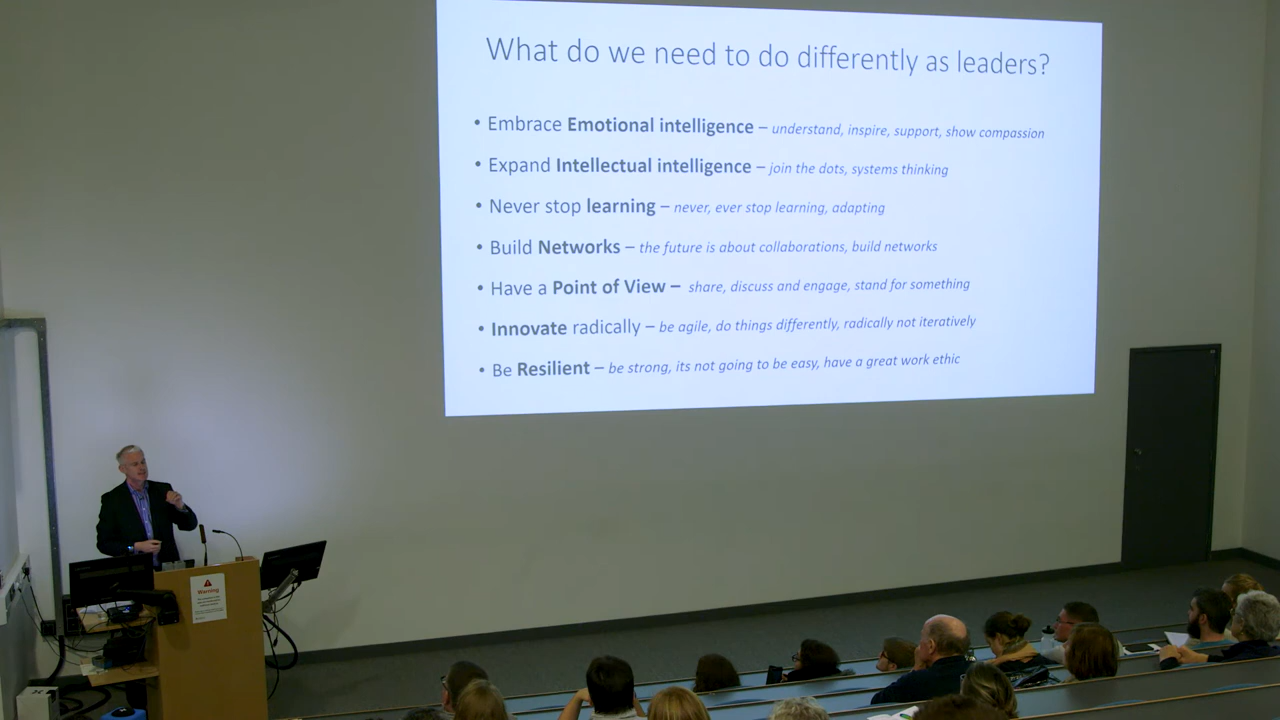 What do we need to do differently as leaders?
• Embrace Emotional intelligence – understand, inspire, support, show compassion
• Expand Intellectual intelligence – join the dots, systems thinking
• Never stop learning – never, ever stop learning, adapting
• Build Networks – the future is about collaborations, build networks
• Have a Point of View – share, discuss and engage, stand for something
• Innovate radically – be agile, do things differently, radically not iteratively
• Be Resilient – be strong, its not going to be easy, have a great work ethic
Warning